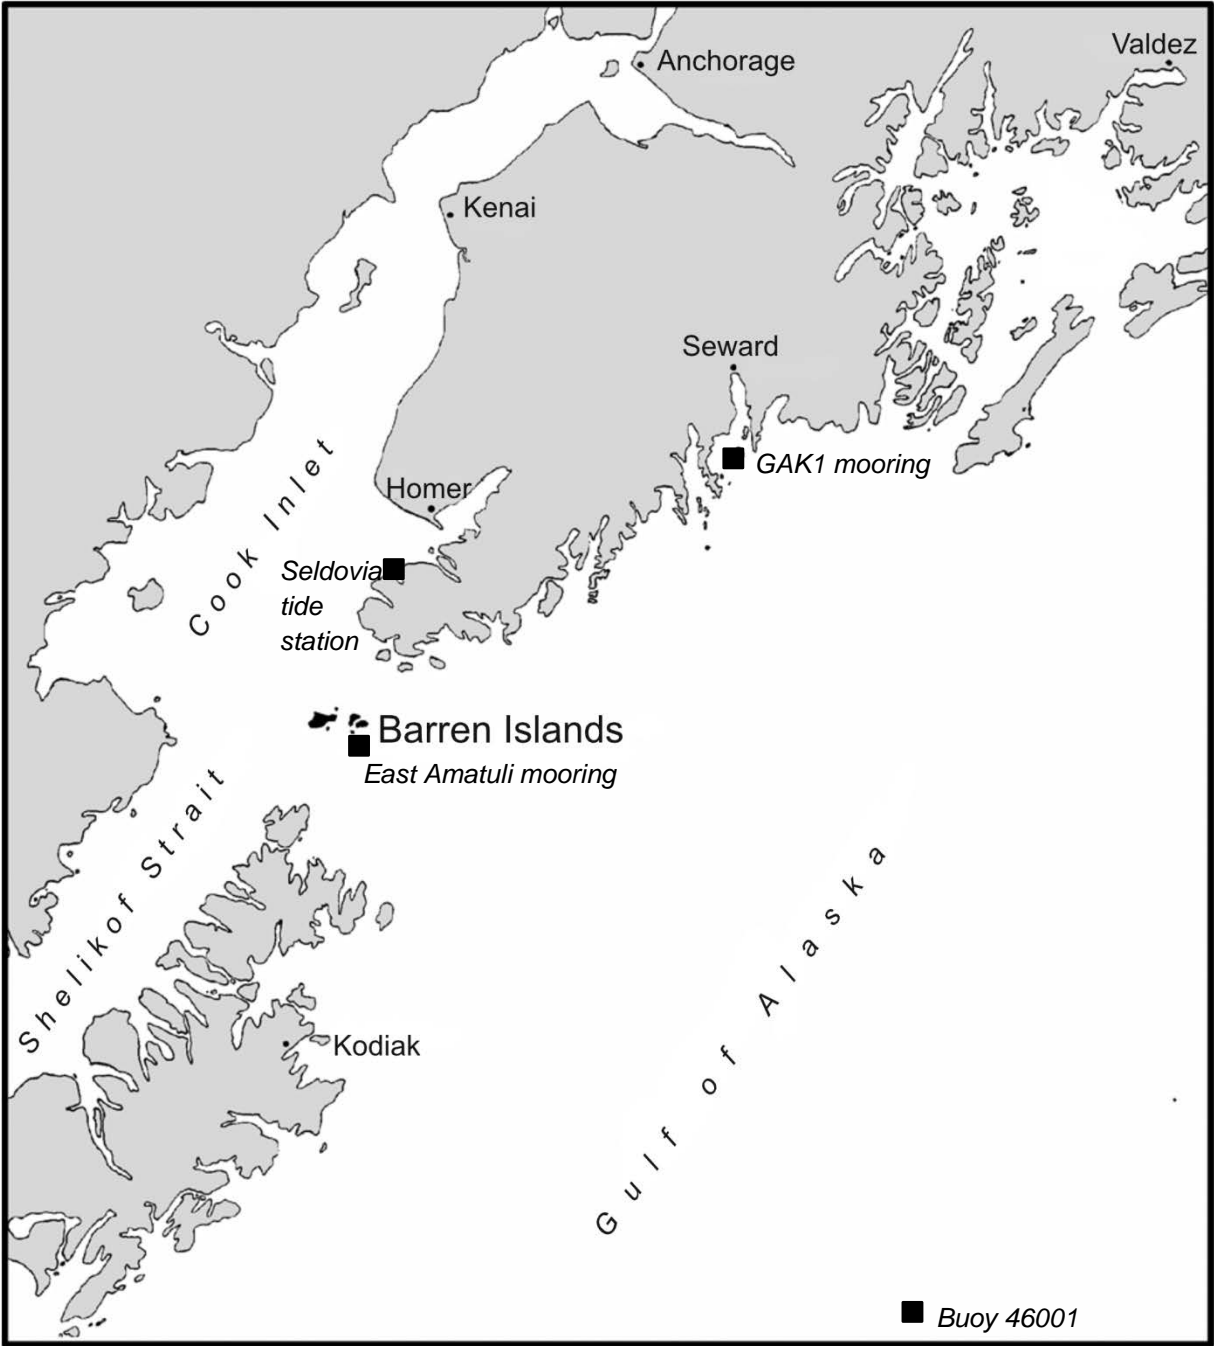 Anchorage
Valdez
Kenai
Seward
GAK1 mooring
Homer
Cook Inlet
Seldovia
tide
station
Barren Islands
East Amatuli mooring
Shelikof Strait
Gulf of Alaska
Kodiak
Buoy 46001